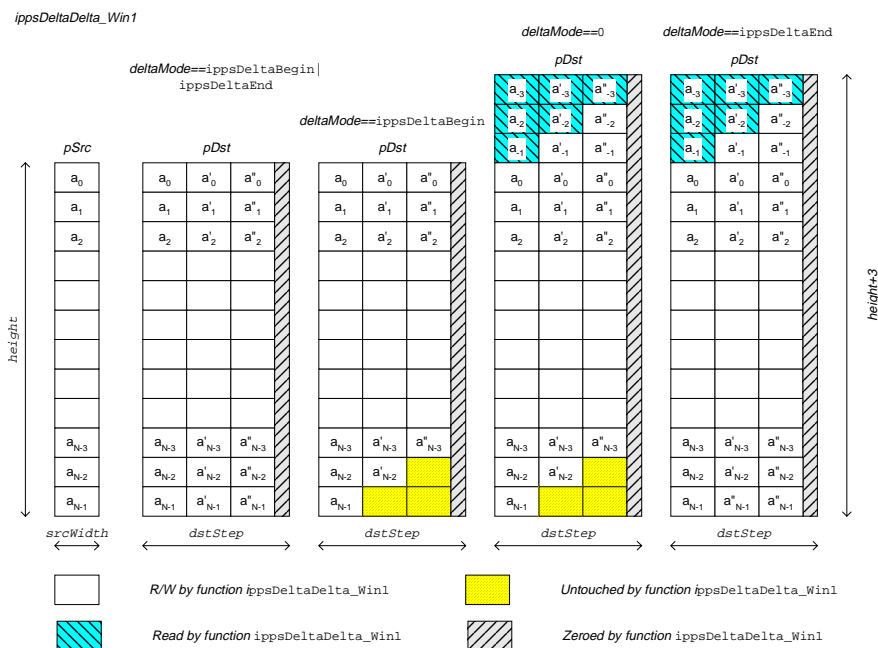 ippsDeltaDelta_Win1
deltaMode==0
deltaMode==ippsDeltaEnd
pDst
pDst
deltaMode==ippsDeltaBegin|
ippsDeltaEnd
deltaMode==ippsDeltaBegin
pSrc
pDst
pDst
a-3 a'-3 a"-3 a-3 a'-3 a"-3
a-2 a'-2 a"-2 a-2 a'-2 a"-2
a-1 a'-1 a"-1 a-1 a'-1 a"-1
a0 a0 a'0 a"0 a0 a'0 a"0 a0 a'0 a"0 a0 a'0 a"0
a1 a1 a'1 a"1 a1 a'1 a"1 a1 a'1 a"1 a1 a'1 a"1
a2 a2 a'2 a"2 a2 a'2 a"2 a2 a'2 a"2 a2 a'2 a"2
height
height+3
aN-3 aN-3 a'N-3 a"N-3 aN-3 a'N-3 a"N-3 aN-3 a'N-3 a"N-3 aN-3 a'N-3 a"N-3
aN-2 aN-2 a'N-2 a"N-2 aN-2 a'N-2 aN-2 a'N-2 aN-2 a'N-2 a"N-2
aN-1 aN-1 a'N-1 a"N-1 aN-1 aN-1 aN-1 a"N-1 a"N-1
srcWidth dstStep dstStep dstStep dstStep
R/W by function ippsDeltaDelta_Win1
Untouched by function ippsDeltaDelta_Win1
Read by function ippsDeltaDelta_Win1
Zeroed by function ippsDeltaDelta_Win1